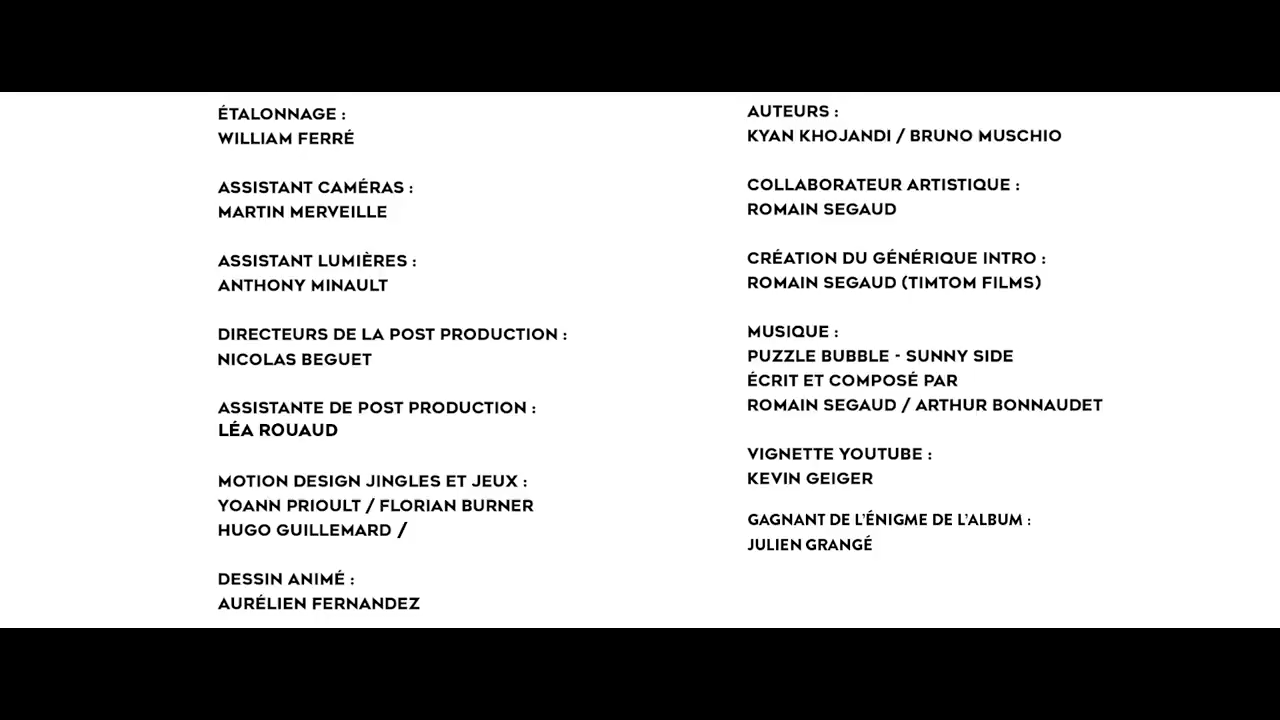 ÉTALONNAGE :
WILLIAM FERRÉ
ASSISTANT CAMÉRAS :
MARTIN MERVEILLE
ASSISTANT LUMIÈRES :
ANTHONY MINAULT
DIRECTEURS DE LA POST PRODUCTION :
NICOLAS BEGUET
ASSISTANTE DE POST PRODUCTION :
LÉA ROUAUD
MOTION DESIGN JINGLES ET JEUX :
YOANN PRIOULT / FLORIAN BURNER
HUGO GUILLEMARD /
DESSIN ANIMÉ :
AURÉLIEN FERNANDEZ
AUTEURS :
KYAN KHOJANDI / BRUNO MUSCHIO
COLLABORATEUR ARTISTIQUE :
ROMAIN SEGAUD
CRÉATION DU GÉNÉRIQUE INTRO :
ROMAIN SEGAUD (TIMTOM FILMS)
MUSIQUE :
PUZZLE BUBBLE - SUNNY SIDE
ÉCRIT ET COMPOSÉ PAR
ROMAIN SEGAUD / ARTHUR BONNAUDET
VIGNETTE YOUTUBE :
KEVIN GEIGER
GAGNANT DE L'ÉNIGME DE L'ALBUM :
JULIEN GRANGÉ